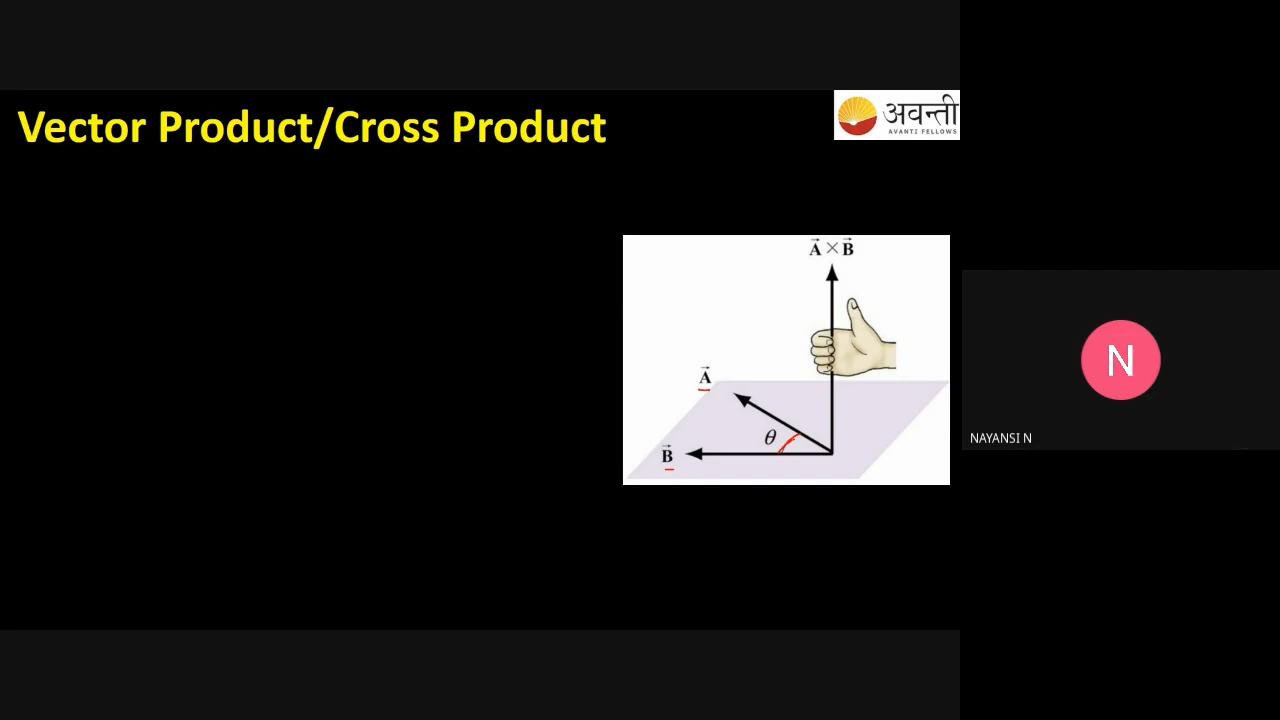 Vector Product/Cross Product
अवन्ती
AVANTI FELLOWS
A⃗ × B⃗
A⃗
θ
B⃗
N
NAYANSI N